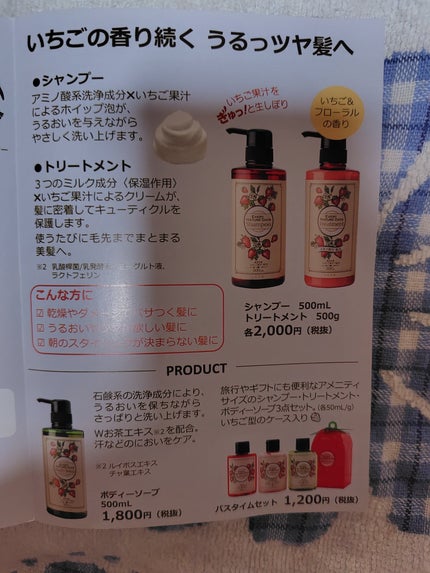 いちごの香り続く うるっツヤ髪へ
●シャンプー
アミノ酸系洗浄成分×いちご果汁
によるホイップ泡が、
うるおいを与えながら
やさしく洗い上げます。
いちご果汁を
ぎゅっ!と生しぼり
いちご&
フローラル
の香り
●トリートメント
3つのミルク成分〈保湿作用〉
×いちご果汁によるクリームが、
髪に密着してキューティクルを
保護します。
使うたびに毛先までまとまる
美髪へ。
※2 乳酸桿菌/乳発酵
グルト液、
ラクトフェリン
Shampoo
Treatment
シャンプー 500mL
トリートメント 500g
各2,000円(税抜)
こんな方に
☑乾燥や
サつく髪に
☑うるおい
欲しい髪に
☑朝のスタ
が決まらない髪に
PRODUCT
石鹸系の洗浄成分により、
うるおいを保ちながら
さっぱりと洗い上げます。
Wお茶エキス※2を配合。
汗などのにおいをケア。
※2 ルイボスエキス
チャ葉エキス
ボディーソープ
500mL
1,800円(税抜)
旅行やギフトにも便利なアメニティ
サイズのシャンプー・トリートメント・
ボディーソープ3点セット。(各50mL/g)
いちご型のケース入り
バスタイムセット 1,200円(税抜)